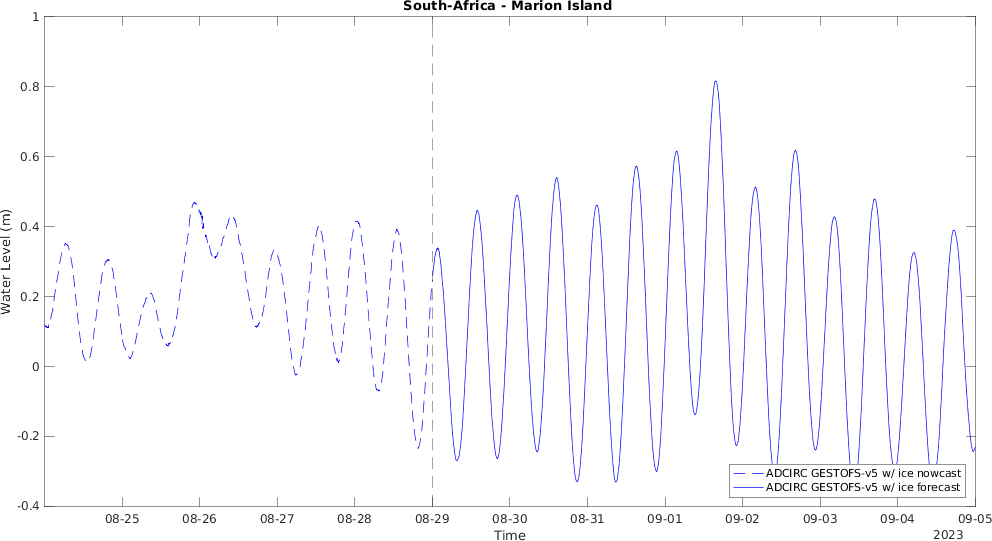 South-Africa - Marion Island
1
0.8
0.6
0.4
0.2
0
-0.2
-0.4
Water Level (m)
ADCIRC GESTOFS-v5 w/ ice nowcast
ADCIRC GESTOFS-v5 w/ ice forecast
08-25 08-26 08-27 08-28 08-29 08-30 08-31 09-01 09-02 09-03 09-04 09-05
Time
2023